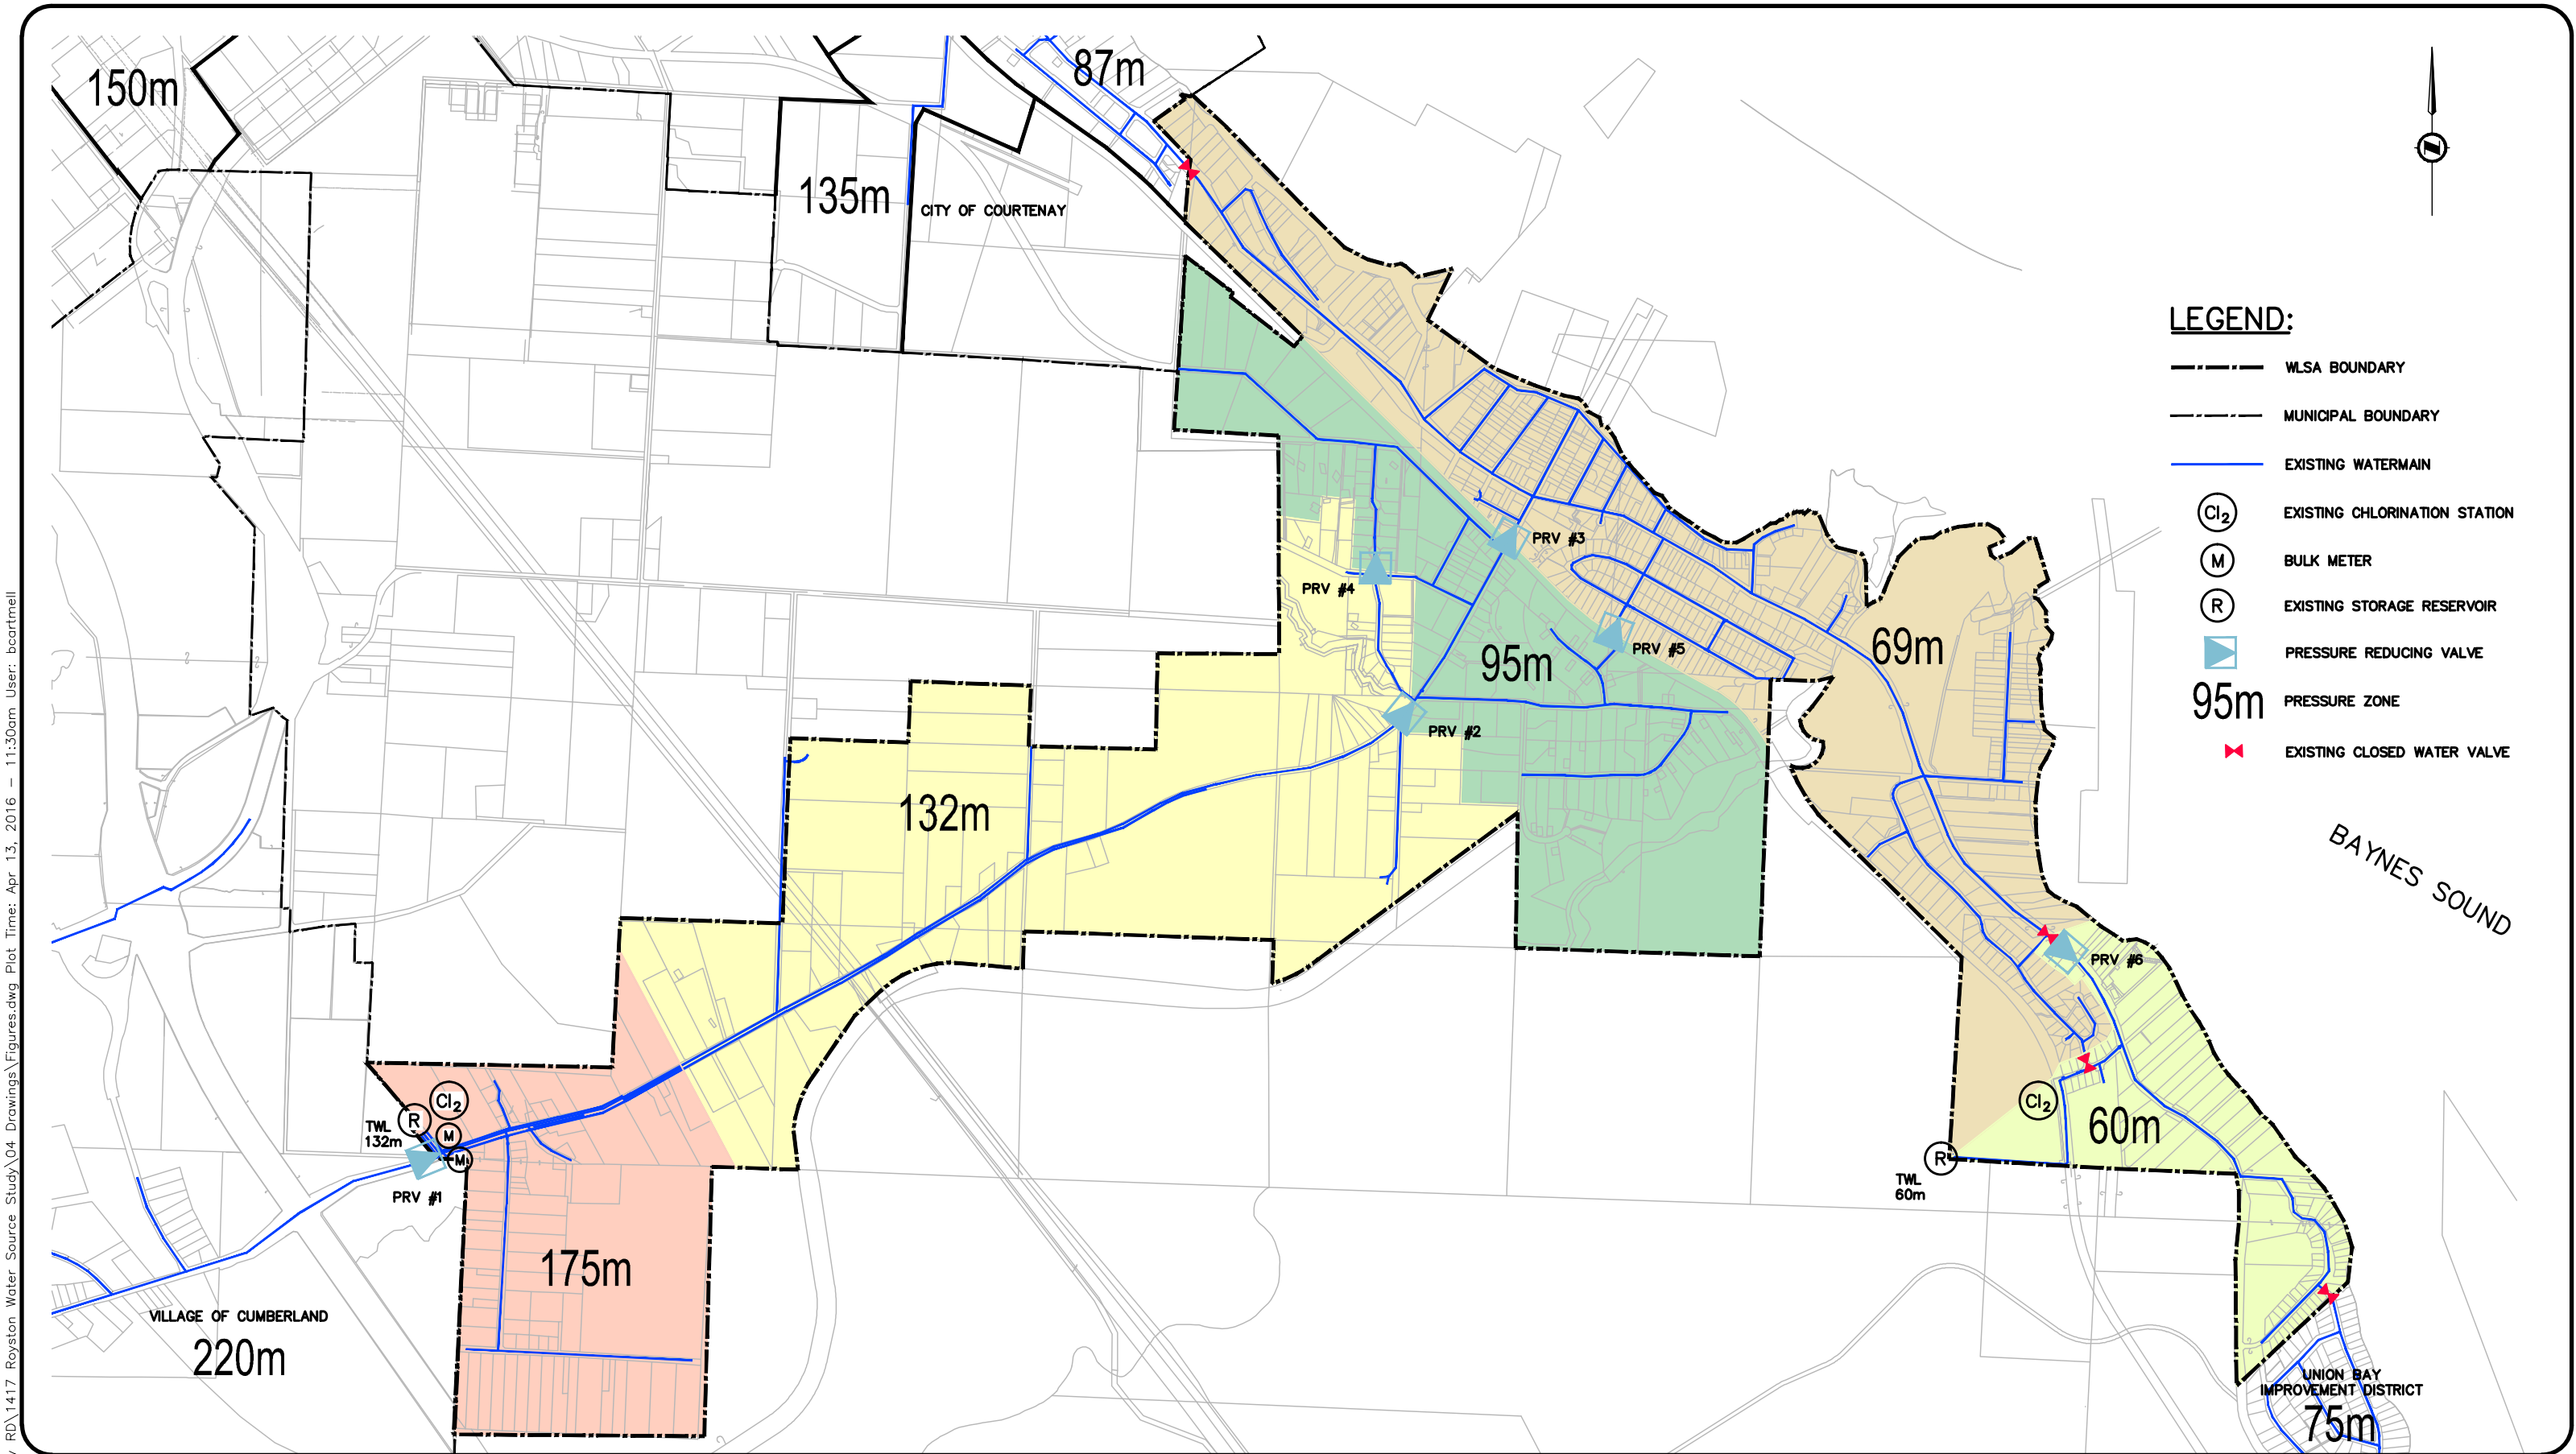 150m
87m
135m
CITY OF COURTENAY
LEGEND:
WLSA BOUNDARY
MUNICIPAL BOUNDARY
EXISTING WATERMAIN
Cl2 EXISTING CHLORINATION STATION
M BULK METER
R EXISTING STORAGE RESERVOIR
PRESSURE REDUCING VALVE
95m PRESSURE ZONE
EXISTING CLOSED WATER VALVE
PRV #3
PRV #4
PRV #5
95m
69m
PRV #2
132m
BAYNES SOUND
PRV #6
Cl2
R
TWL
132m
M
M
PRV #1
Cl2
60m
R
TWL
60m
175m
VILLAGE OF CUMBERLAND
220m
UNION BAY
IMPROVEMENT DISTRICT
75m
RD\1417 Royston Water Source Study\04 Drawings\Figures.dwg Plot Time: Apr 13, 2016 – 11:30am User: bcartmell